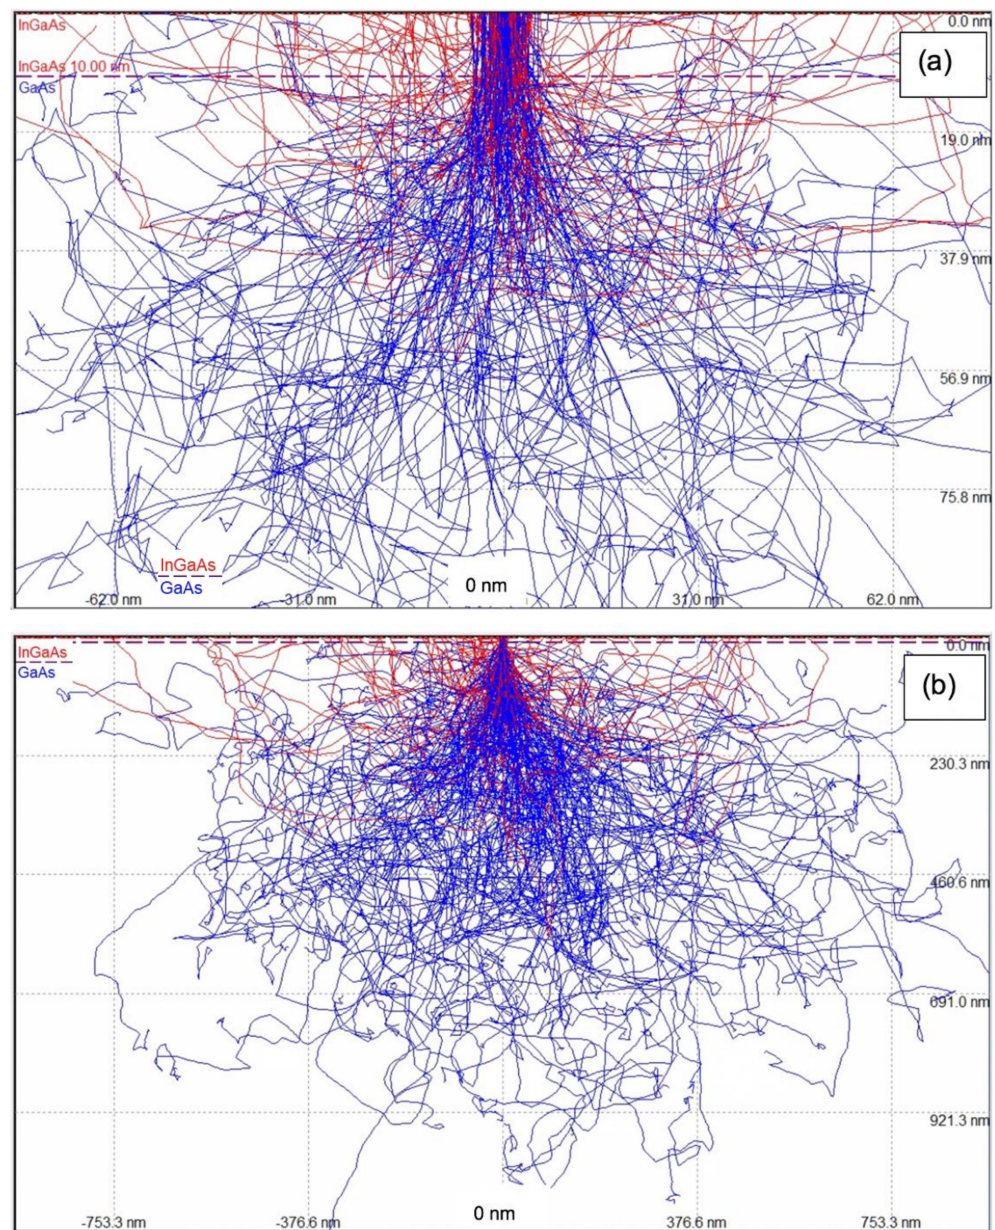 InGaAs
0.0 nm
(a)
InGaAs 10.00 nm
GaAs
19.0 nm
37.9 nm
56.9 nm
75.8 nm
InGaAs
GaAs
0 nm
-62.0 nm
-31.0 nm
31.0 nm
62.0 nm
InGaAs
0.0 nm
GaAs
(b)
230.3 nm
460.6 nm
691.0 nm
921.3 nm
0 nm
-753.3 nm
-376.6 nm
376.6 nm
753.3 nm